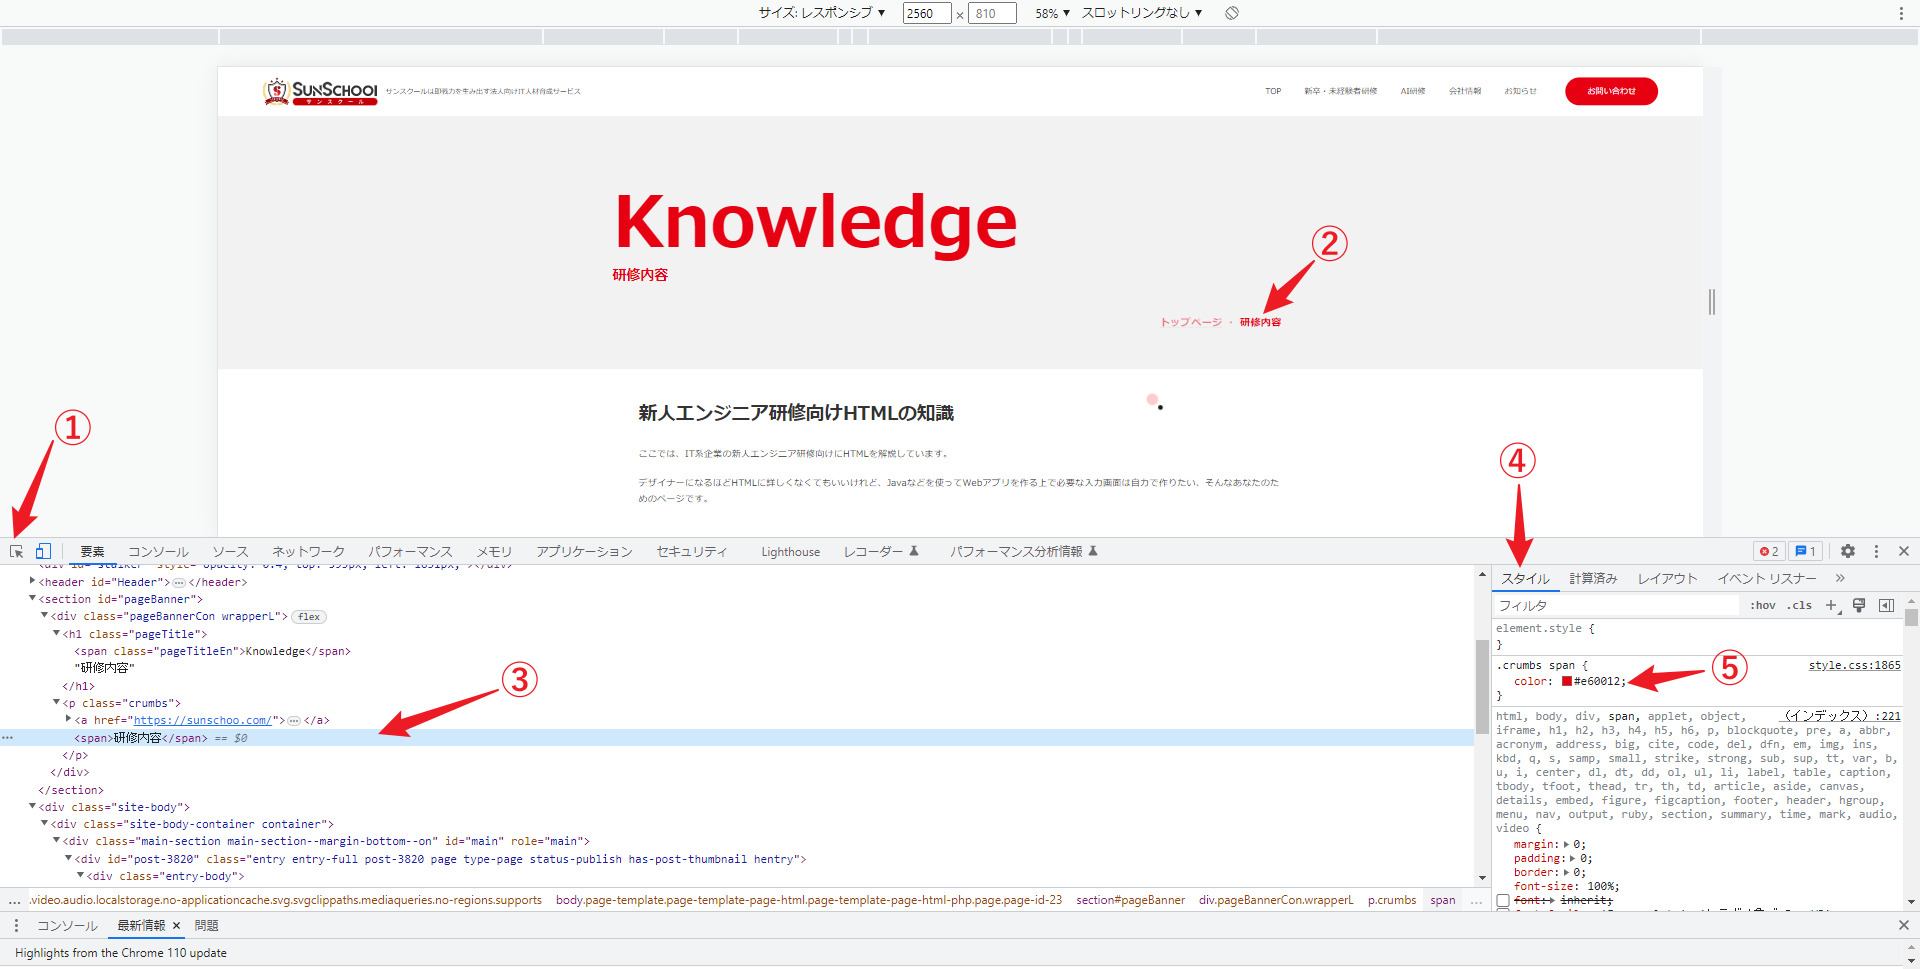 サイズ: レスポンシブ ▼ 2560 × 810 58% ▼ スロットリングなし ▼
SUNSCHOOL サンスクール サンスクールは即戦力を生み出す法人向けIT人材育成サービス TOP 新卒・未経験者研修 AI研修 会社情報 お知らせ お問い合わせ
Knowledge
研修内容
②
トップページ ・ 研修内容
新人エンジニア研修向けHTMLの知識
ここでは、IT系企業の新人エンジニア研修向けにHTMLを解説しています。
デザイナーになるほどHTMLに詳しくなくてもいいけれど、Javaなどを使ってWebアプリを作る上で必要な入力画面は自力で作りたい、そんなあなたのた
めのページです。
①
④
要素 コンソール ソース ネットワーク パフォーマンス メモリ アプリケーション セキュリティ Lighthouse レコーダー パフォーマンス分析情報 2 1
<header id="Header">…</header>
<section id="pageBanner">
<div class="pageBannerCon wrapperL"> flex
<h1 class="pageTitle">
<span class="pageTitleEn">Knowledge</span>
"研修内容"
</h1>
<p class="crumbs">
<a href="https://sunschoo.com/">…</a>
… <span>研修内容</span> == $0
</p>
</div>
</section>
<div class="site-body">
<div class="site-body-container container">
<div class="main-section main-section--margin-bottom--on" id="main" role="main">
<div id="post-3820" class="entry entry-full post-3820 page type-page status-publish has-post-thumbnail hentry">
<div class="entry-body">
③
スタイル 計算済み レイアウト イベント リスナー »
フィルタ :hov .cls +
element.style {
}
.crumbs span { style.css:1865
color: #e60012;
}
⑤
html, body, div, span, applet, object, (インデックス):221
iframe, h1, h2, h3, h4, h5, h6, p, blockquote, pre, a, abbr,
acronym, address, big, cite, code, del, dfn, em, img, ins,
kbd, q, s, samp, small, strike, strong, sub, sup, tt, var, b,
u, i, center, dl, dt, dd, ol, ul, li, label, table, caption,
tbody, tfoot, thead, tr, th, td, article, aside, canvas,
details, embed, figure, figcaption, footer, header, hgroup,
menu, nav, output, ruby, section, summary, time, mark, audio,
video {
margin: 0;
padding: 0;
border: 0;
font-size: 100%;
font: inherit;
… .video.audio.localstorage.no-applicationcache.svg.svgclippaths.mediaqueries.no-regions.supports body.page-template.page-template-page-html.page-template-page-html-php.page.page-id-23 section#pageBanner div.pageBannerCon.wrapperL p.crumbs span …
コンソール 最新情報 × 問題
Highlights from the Chrome 110 update